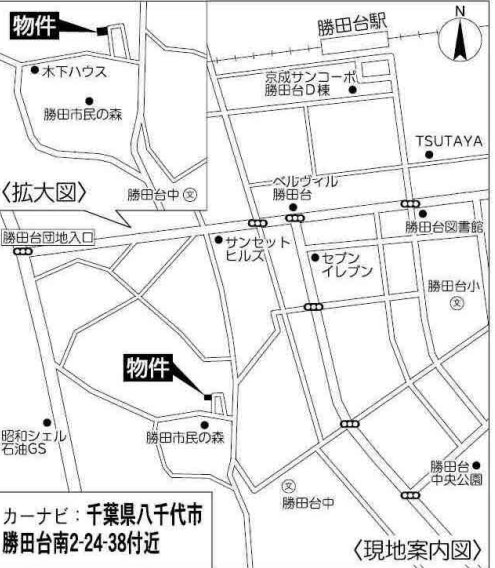 物件
木下ハウス
勝田市民の森
〈拡大図〉
勝田台中 文
勝田台駅
N
京成サンコーポ
勝田台D棟
TSUTAYA
ベルヴィル
勝田台
勝田台図書館
勝田台団地入口
サンセット
ヒルズ
セブン
イレブン
勝田台小
文
物件
勝田市民の森
昭和シェル
石油GS
文
勝田台中
勝田台
中央公園
カーナビ:千葉県八千代市
勝田台南2-24-38付近
〈現地案内図〉